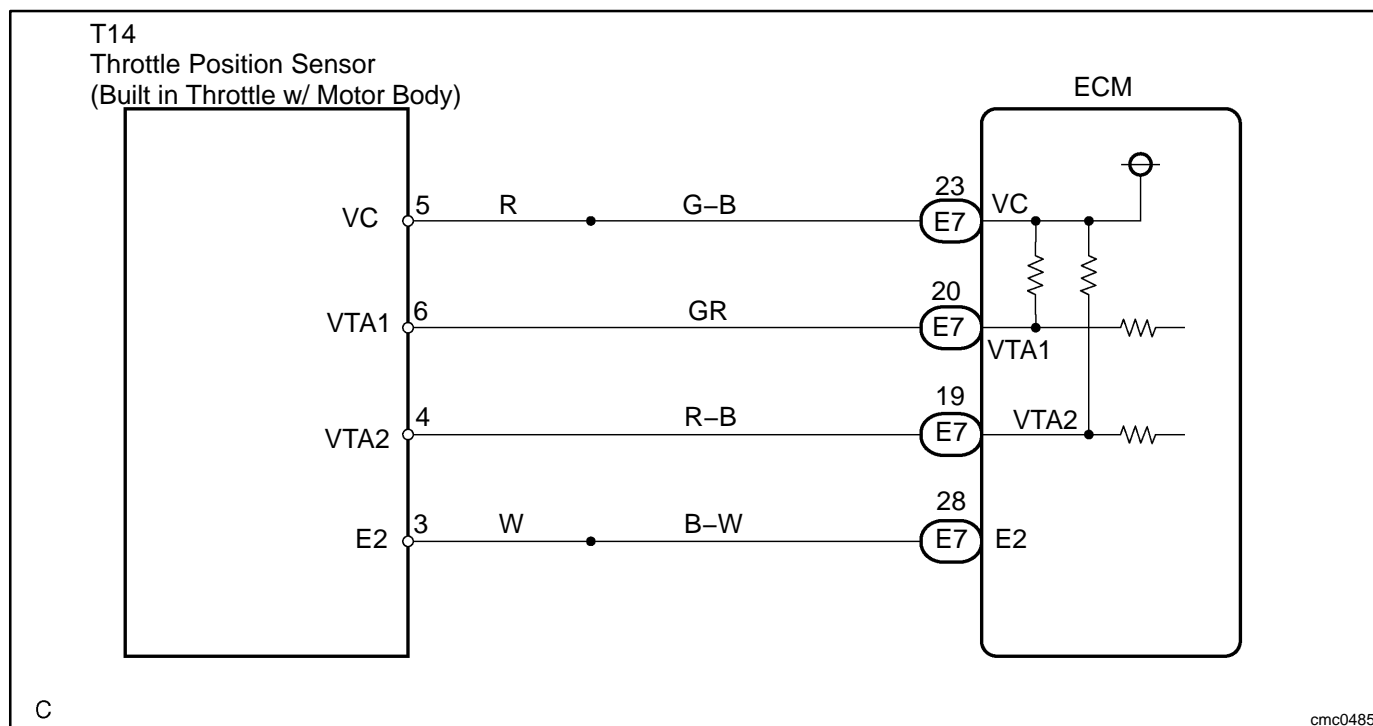 T14
Throttle Position Sensor
(Built in Throttle w/ Motor Body)
ECM
VC 5 R G−B 23 E7 VC
VTA1 6 GR 20 E7 VTA1
VTA2 4 R−B 19 E7 VTA2
E2 3 W B−W 28 E7 E2
C
cmc0485